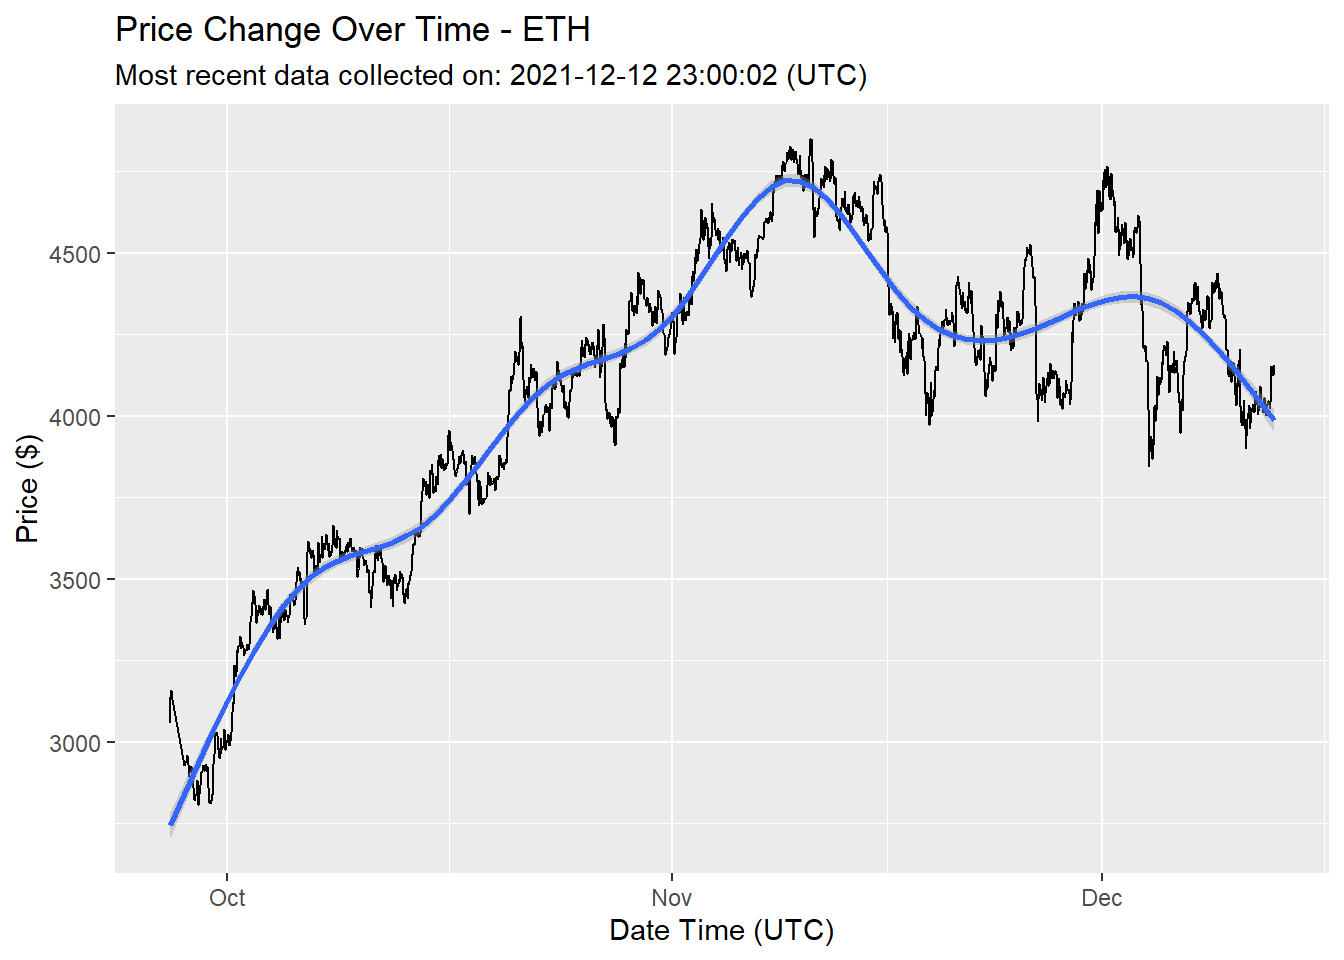 Price Change Over Time - ETH
Most recent data collected on: 2021-12-12 23:00:02 (UTC)
Price ($)
4500
4000
3500
3000
Oct
Nov
Dec
Date Time (UTC)